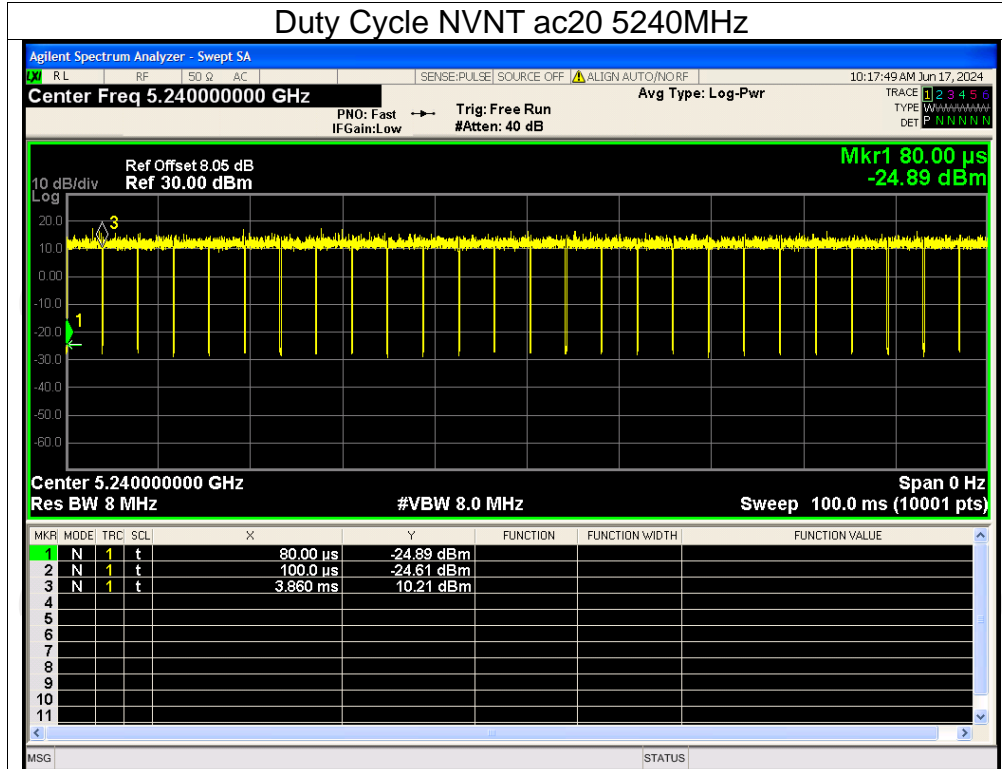 Duty Cycle NVNT ac20 5240MHz
Agilent Spectrum Analyzer - Swept SA
LXI RL RF 50 Ω AC SENSE:PULSE SOURCE OFF ALIGN AUTO/NO RF 10:17:49 AM Jun 17, 2024
Center Freq 5.240000000 GHz Avg Type: Log-Pwr TRACE 1 2 3 4 5 6
PNO: Fast Trig: Free Run TYPE
IFGain:Low #Atten: 40 dB DET P N N N N N
Mkr1 80.00 µs
Ref Offset 8.05 dB -24.89 dBm
10 dB/div Ref 30.00 dBm
Log
20.0
3
10.0
0.00
-10.0
1
-20.0
-30.0
-40.0
-50.0
-60.0
Center 5.240000000 GHz Span 0 Hz
Res BW 8 MHz #VBW 8.0 MHz Sweep 100.0 ms (10001 pts)
MKR MODE TRC SCL X Y FUNCTION FUNCTION WIDTH FUNCTION VALUE
1 N 1 t 80.00 µs -24.89 dBm
2 N 1 t 100.0 µs -24.61 dBm
3 N 1 t 3.860 ms 10.21 dBm
4
5
6
7
8
9
10
11
MSG STATUS